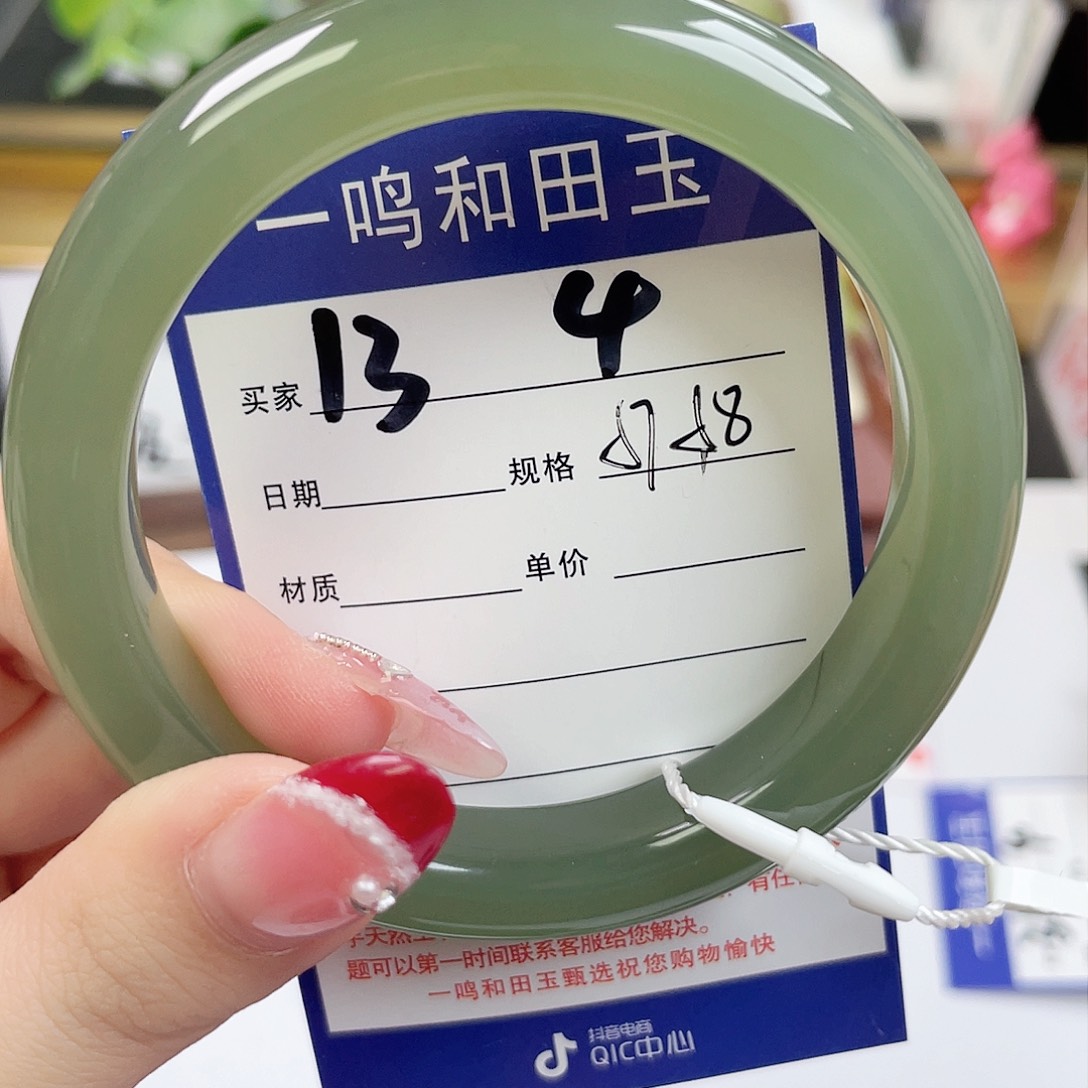 一鸣和田玉
买家 13 4
日期 规格
材质 单价
题可以第一时间联系客服给您解决。
一鸣和田玉甄选祝您购物愉快
抖音电商
QIC中心